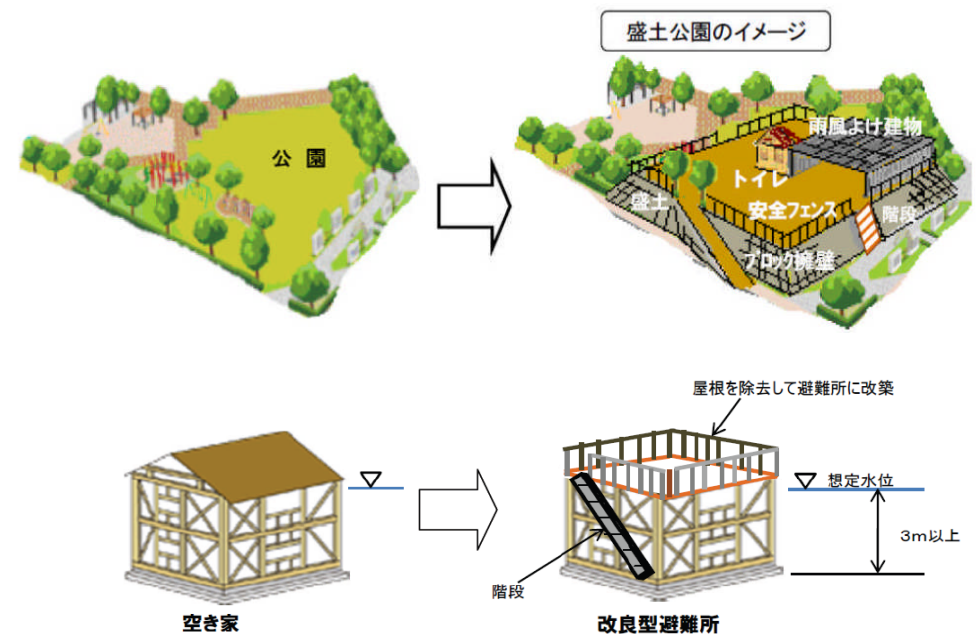 盛土公園のイメージ
公園
雨風よけ建物
トイレ
盛土
安全フェンス
階段
ブロック擁壁
屋根を除去して避難所に改築
想定水位
3m以上
階段
空き家
改良型避難所